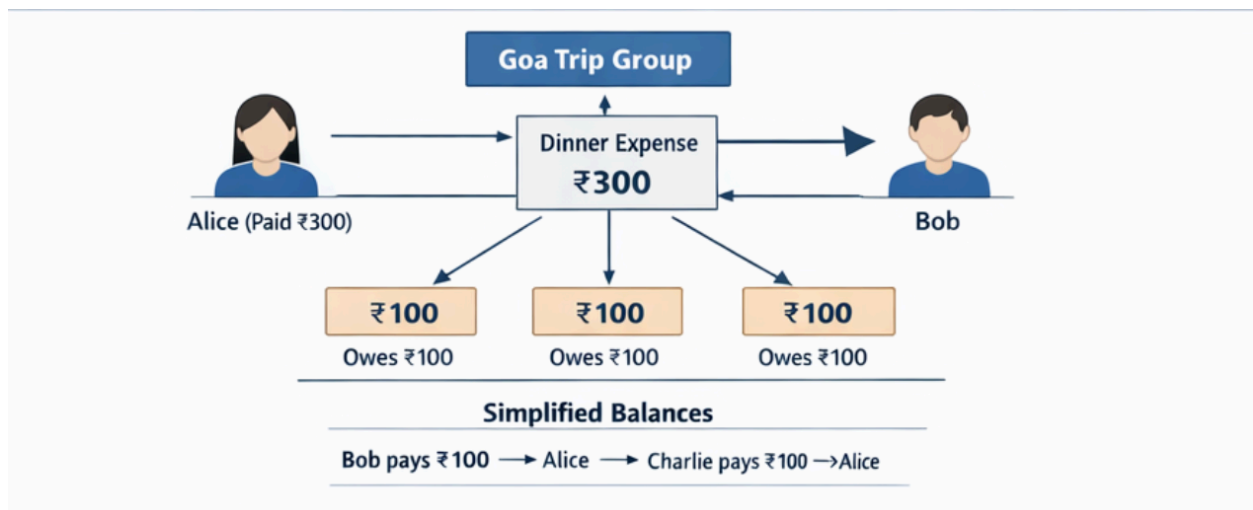 Goa Trip Group
Dinner Expense
₹300
Alice (Paid ₹300)
Bob
₹100
₹100
₹100
Owes ₹100
Owes ₹100
Owes ₹100
Simplified Balances
Bob pays ₹100 → Alice → Charlie pays ₹100 → Alice